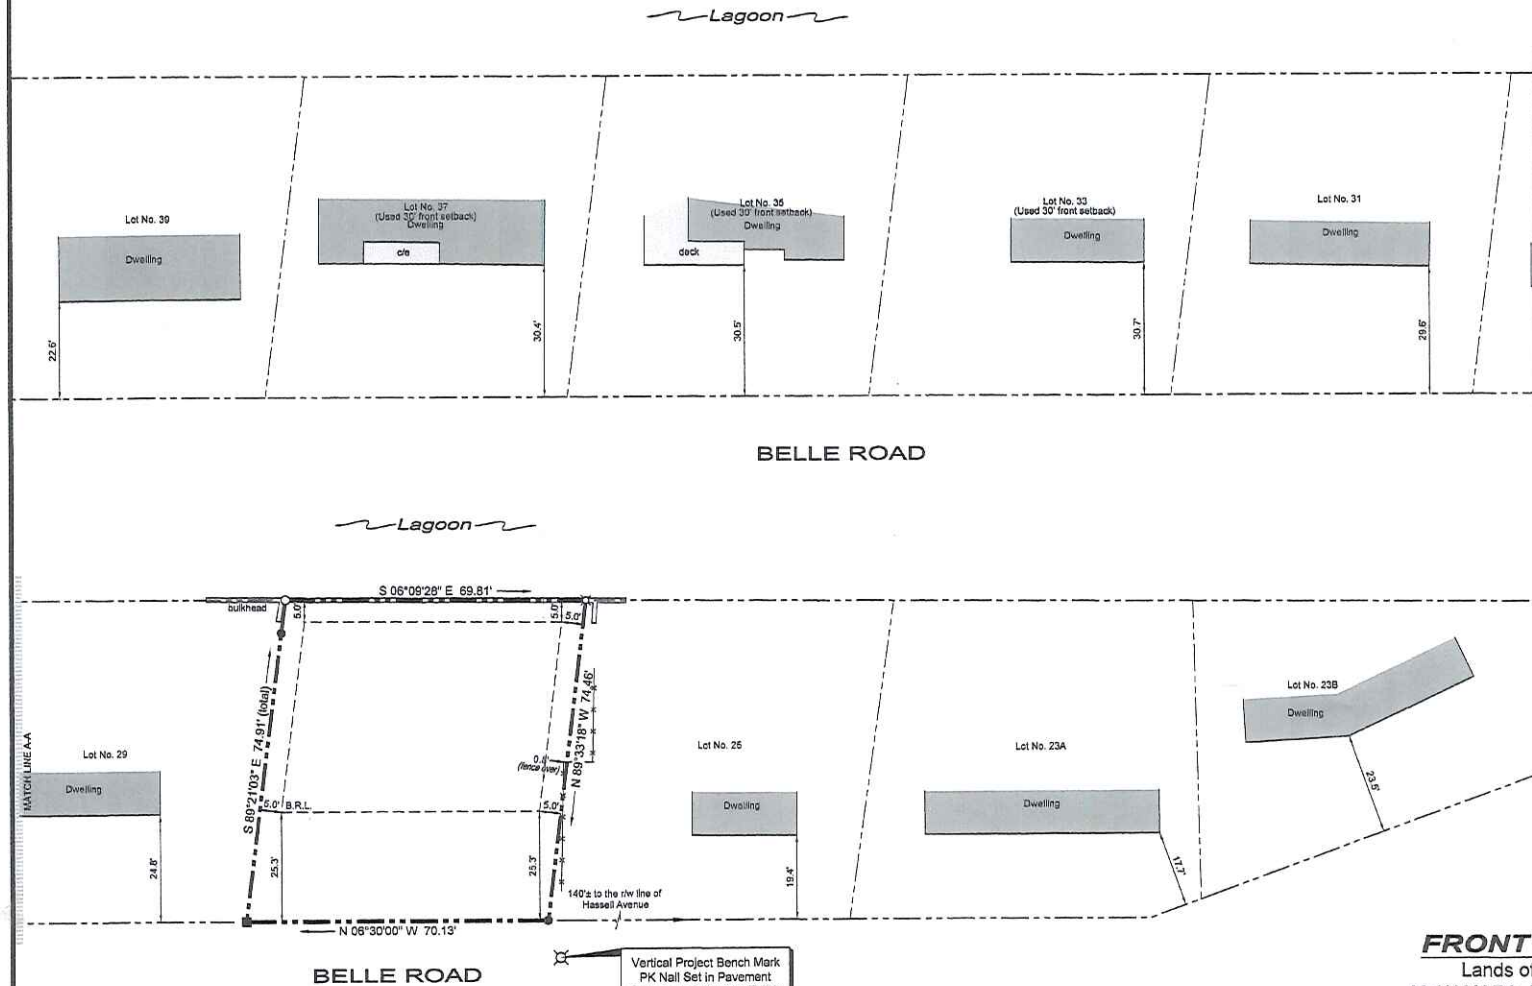 Lagoon
Lot No. 39
Dwelling
22.6'
Lot No. 37
(Used 30' front setback)
Dwelling
c/e
30.4'
Lot No. 35
(Used 30' front setback)
Dwelling
deck
30.5'
Lot No. 33
(Used 30' front setback)
Dwelling
30.7'
Lot No. 31
Dwelling
29.6'
BELLE ROAD
Lagoon
MATCH LINE A-A
Lot No. 29
Dwelling
24.8'
bulkhead
S 06°09'28" E 69.81'
5.0'
5.0'
5.0'
S 89°21'03" E 74.91' (total)
N 89°33'18" W 74.46'
(fence over)
5.0' B.R.L.
5.0'
25.3'
25.3'
N 06°30'00" W 70.13'
140'± to the r/w line of
Hassell Avenue
Lot No. 25
Dwelling
19.4'
Lot No. 23A
Dwelling
17.7'
Lot No. 23B
Dwelling
23.5'
BELLE ROAD
Vertical Project Bench Mark
PK Nail Set in Pavement
FRONT
Lands of